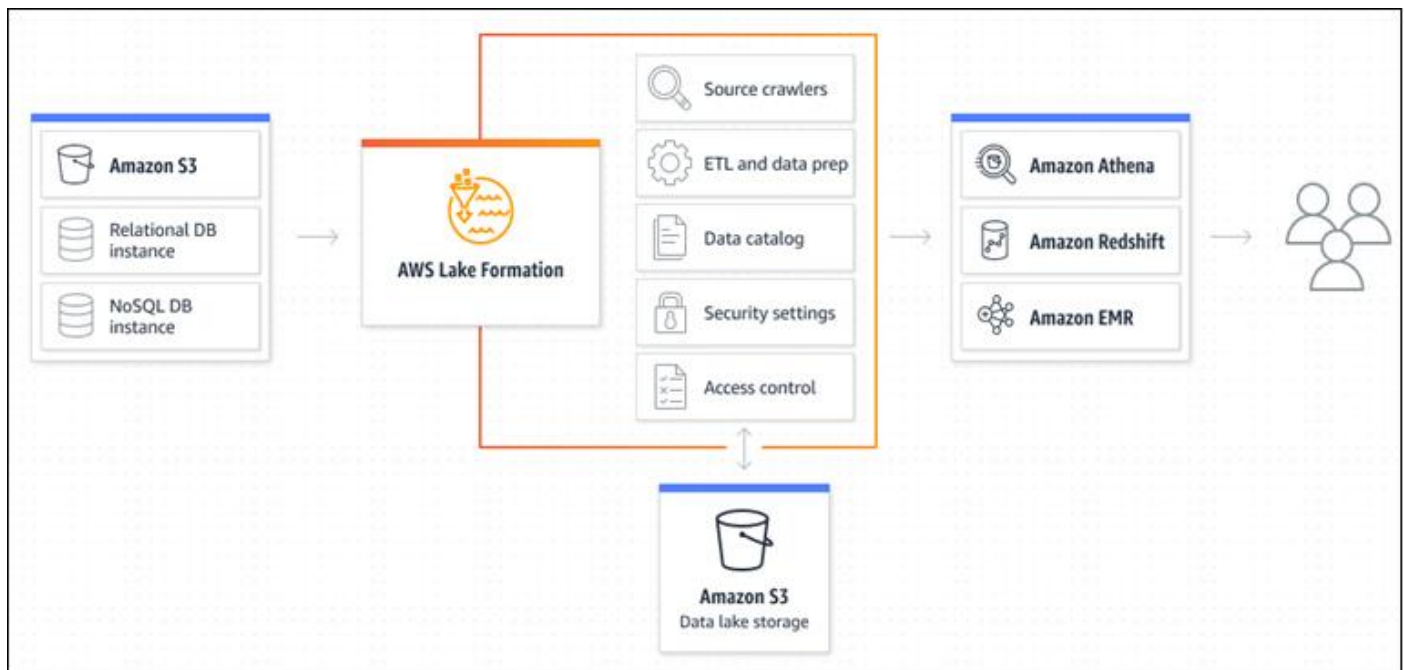 Amazon S3
Relational DB
instance
NoSQL DB
instance
AWS Lake Formation
Source crawlers
ETL and data prep
Data catalog
Security settings
Access control
Amazon S3
Data lake storage
Amazon Athena
Amazon Redshift
Amazon EMR